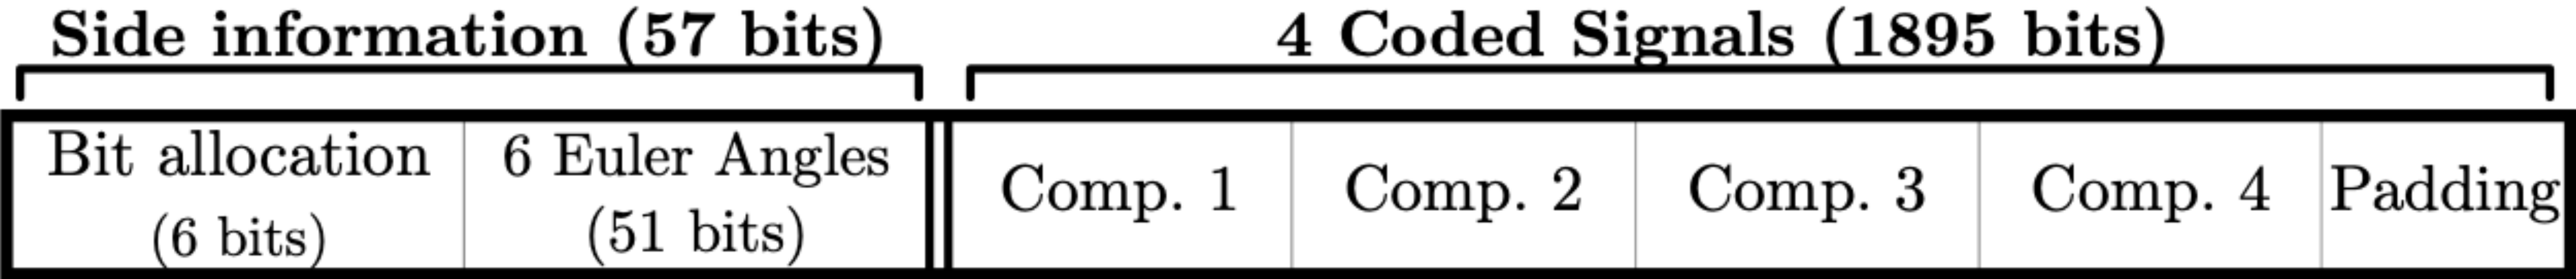 Side information (57 bits)
4 Coded Signals (1895 bits)
Bit allocation
(6 bits)
6 Euler Angles
(51 bits)
Comp. 1
Comp. 2
Comp. 3
Comp. 4
Padding